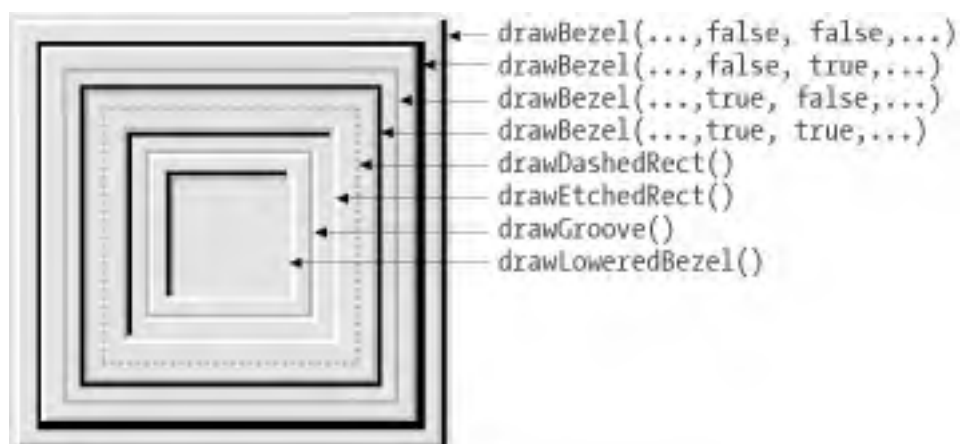 drawBezel(...,false, false,...)
drawBezel(...,false, true,...)
drawBezel(...,true, false,...)
drawBezel(...,true, true,...)
drawDashedRect()
drawEtchedRect()
drawGroove()
drawLoweredBezel()